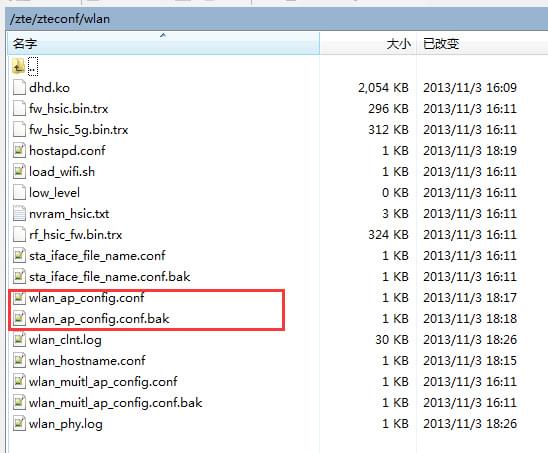 /zte/zteconf/wlan
名字 大小 已改变
..
dhd.ko 2,054 KB 2013/11/3 16:09
fw_hsic.bin.trx 296 KB 2013/11/3 16:11
fw_hsic_5g.bin.trx 312 KB 2013/11/3 16:11
hostapd.conf 1 KB 2013/11/3 18:19
load_wifi.sh 1 KB 2013/11/3 16:11
low_level 0 KB 2013/11/3 16:11
nvram_hsic.txt 3 KB 2013/11/3 16:11
rf_hsic_fw.bin.trx 324 KB 2013/11/3 16:11
sta_iface_file_name.conf 1 KB 2013/11/3 16:11
sta_iface_file_name.conf.bak 1 KB 2013/11/3 16:11
wlan_ap_config.conf 1 KB 2013/11/3 18:17
wlan_ap_config.conf.bak 1 KB 2013/11/3 18:18
wlan_clnt.log 30 KB 2013/11/3 18:26
wlan_hostname.conf 1 KB 2013/11/3 18:15
wlan_muitl_ap_config.conf 1 KB 2013/11/3 16:11
wlan_muitl_ap_config.conf.bak 1 KB 2013/11/3 16:11
wlan_phy.log 1 KB 2013/11/3 18:26